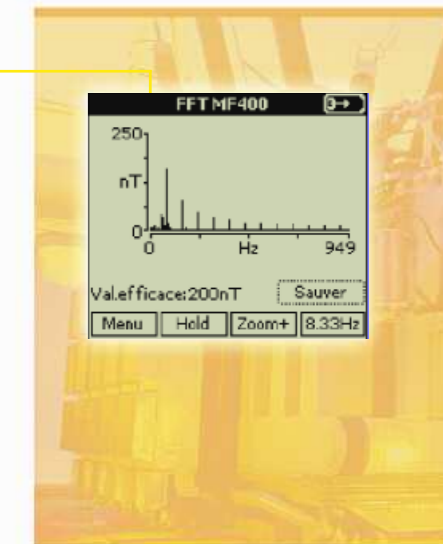 FFT MF400
250
nT
0
0 Hz 949
Val.efficace:200nT Sauver
Menu Hold Zoom+ 8.33Hz